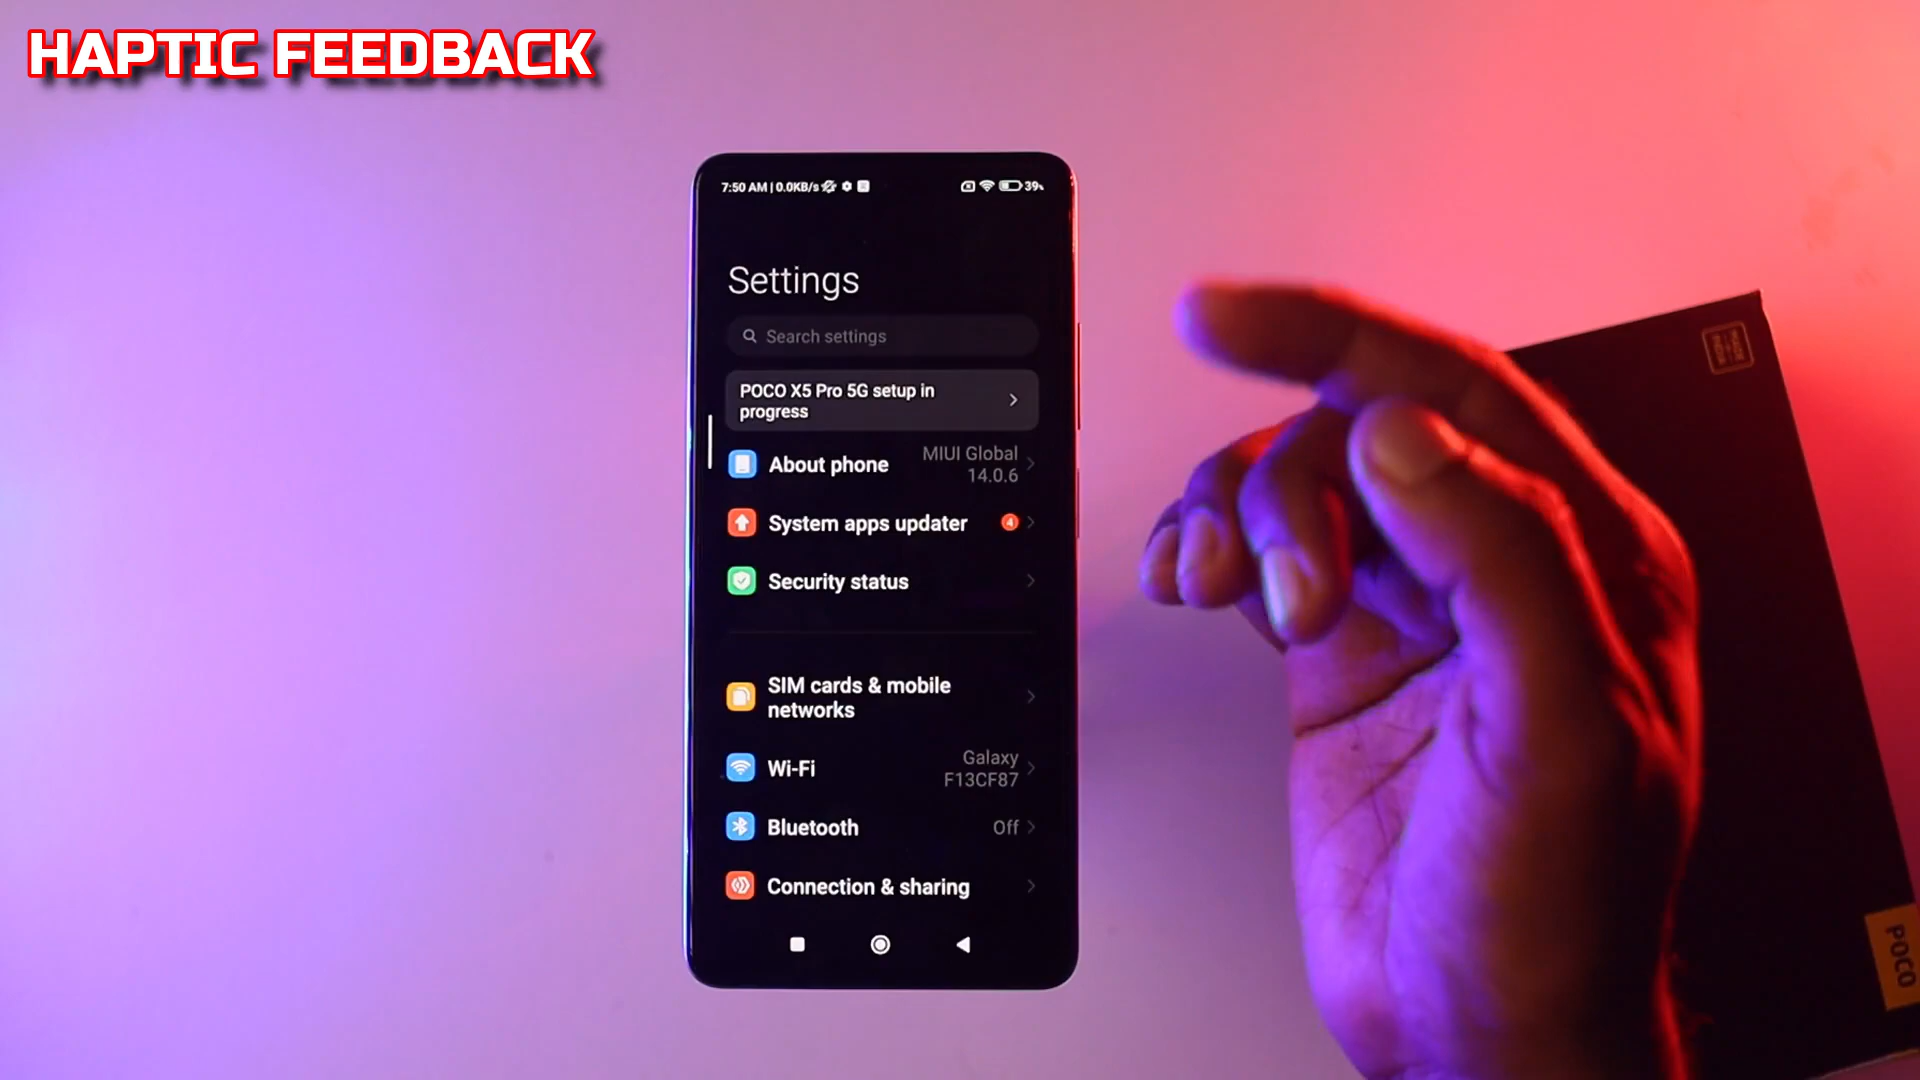 HAPTIC FEEDBACK
7:50 AM | 0.0KB/s
39%
Settings
Search settings
POCO X5 Pro 5G setup in
progress
About phone
MIUI Global
14.0.6
System apps updater
4
Security status
SIM cards & mobile
networks
Wi-Fi
Galaxy
F13CF87
Bluetooth
Off
Connection & sharing
POCO